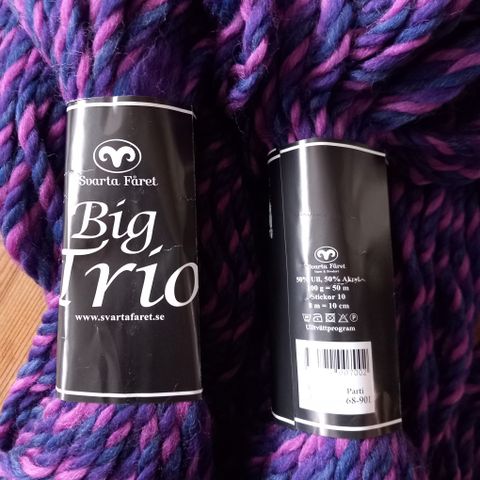 Svarta Fåret
Big
Trio
www.svartafaret.se
Svarta Fåret
50% Ull, 50% Akryl
00 g = 50 m
Stickor 10
8 m = 10 cm
Ulltvättprogram
Parti
68-901